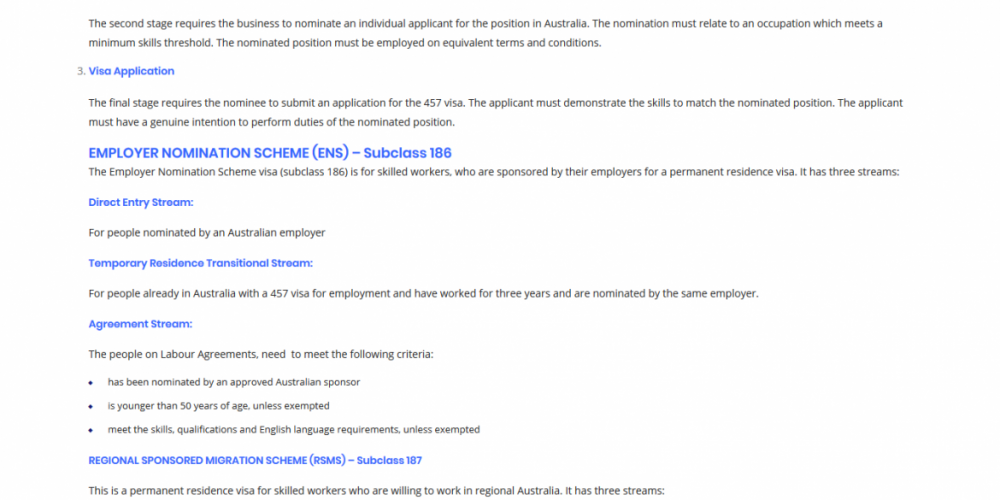 The second stage requires the business to nominate an individual applicant for the position in Australia. The nomination must relate to an occupation which meets a
minimum skills threshold. The nominated position must be employed on equivalent terms and conditions.
3. Visa Application
The final stage requires the nominee to submit an application for the 457 visa. The applicant must demonstrate the skills to match the nominated position. The applicant
must have a genuine intention to perform duties of the nominated position.
EMPLOYER NOMINATION SCHEME (ENS) – Subclass 186
The Employer Nomination Scheme visa (subclass 186) is for skilled workers, who are sponsored by their employers for a permanent residence visa. It has three streams:
Direct Entry Stream:
For people nominated by an Australian employer
Temporary Residence Transitional Stream:
For people already in Australia with a 457 visa for employment and have worked for three years and are nominated by the same employer.
Agreement Stream:
The people on Labour Agreements, need  to meet the following criteria:
has been nominated by an approved Australian sponsor
is younger than 50 years of age, unless exempted
meet the skills, qualifications and English language requirements, unless exempted
REGIONAL SPONSORED MIGRATION SCHEME (RSMS) – Subclass 187
This is a permanent residence visa for skilled workers who are willing to work in regional Australia. It has three streams: